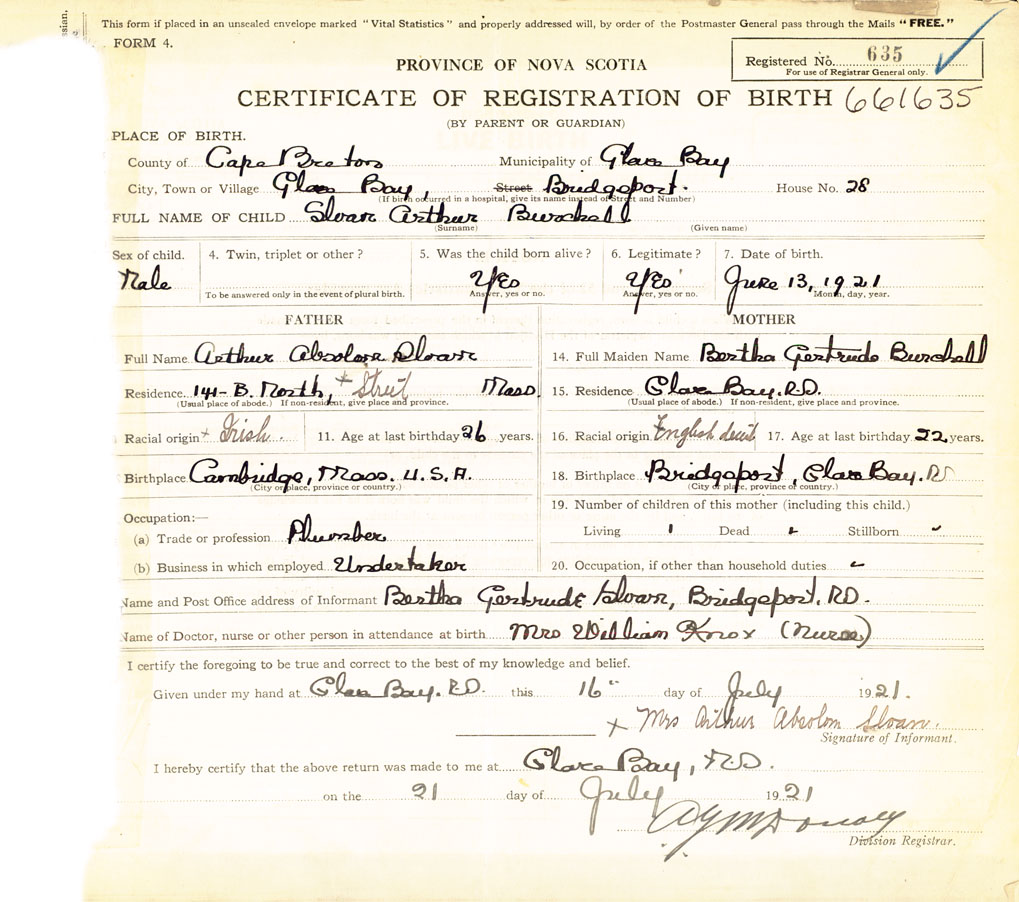 This form if placed in an unsealed envelope marked "Vital Statistics" and properly addressed will, by order of the Postmaster General pass through the Mails "FREE."
FORM 4.
Registered No. 635
For use of Registrar General only.
PROVINCE OF NOVA SCOTIA
CERTIFICATE OF REGISTRATION OF BIRTH 661635
(BY PARENT OR GUARDIAN)
PLACE OF BIRTH.
County of Cape Breton Municipality of Glace Bay
City, Town or Village Glace Bay, Street Bridgeport. House No. 28
(If birth occurred in a hospital, give its name instead of Street and Number)
FULL NAME OF CHILD Sloan Arthur Burchell
(Surname) (Given name)
Sex of child. 4. Twin, triplet or other? 5. Was the child born alive? 6. Legitimate? 7. Date of birth.
Male Yes Yes June 13, 1921
To be answered only in the event of plural birth. Answer, yes or no. Answer, yes or no. Month, day, year.
FATHER MOTHER
Full Name Arthur Absolom Sloan 14. Full Maiden Name Bertha Gertrude Burchell
Residence 141-B. North, + Street Mass. 15. Residence Glace Bay. R.D.
(Usual place of abode.) If non-resident, give place and province. (Usual place of abode.) If non-resident, give place and province.
Racial origin + Irish 11. Age at last birthday 26 years. 16. Racial origin English 17. Age at last birthday 22 years.
Birthplace Cambridge, Mass. U.S.A. 18. Birthplace Bridgeport, Glace Bay. R.D
(City or place, province or country.) (City or place, province or country.)
19. Number of children of this mother (including this child.)
Occupation:—
Living 1 Dead - Stillborn -
(a) Trade or profession Plumber
(b) Business in which employed Undertaker 20. Occupation, if other than household duties -
Name and Post Office address of Informant Bertha Gertrude Sloan, Bridgeport. R.D.
Name of Doctor, nurse or other person in attendance at birth Mrs William Knox (Nurse)
I certify the foregoing to be true and correct to the best of my knowledge and belief.
Given under my hand at Glace Bay. R.D. this 16" day of July 1921.
x Mrs Arthur Absolom Sloan.
Signature of Informant.
I hereby certify that the above return was made to me at Glace Bay, R.D.
on the 21 day of July 1921
Division Registrar.